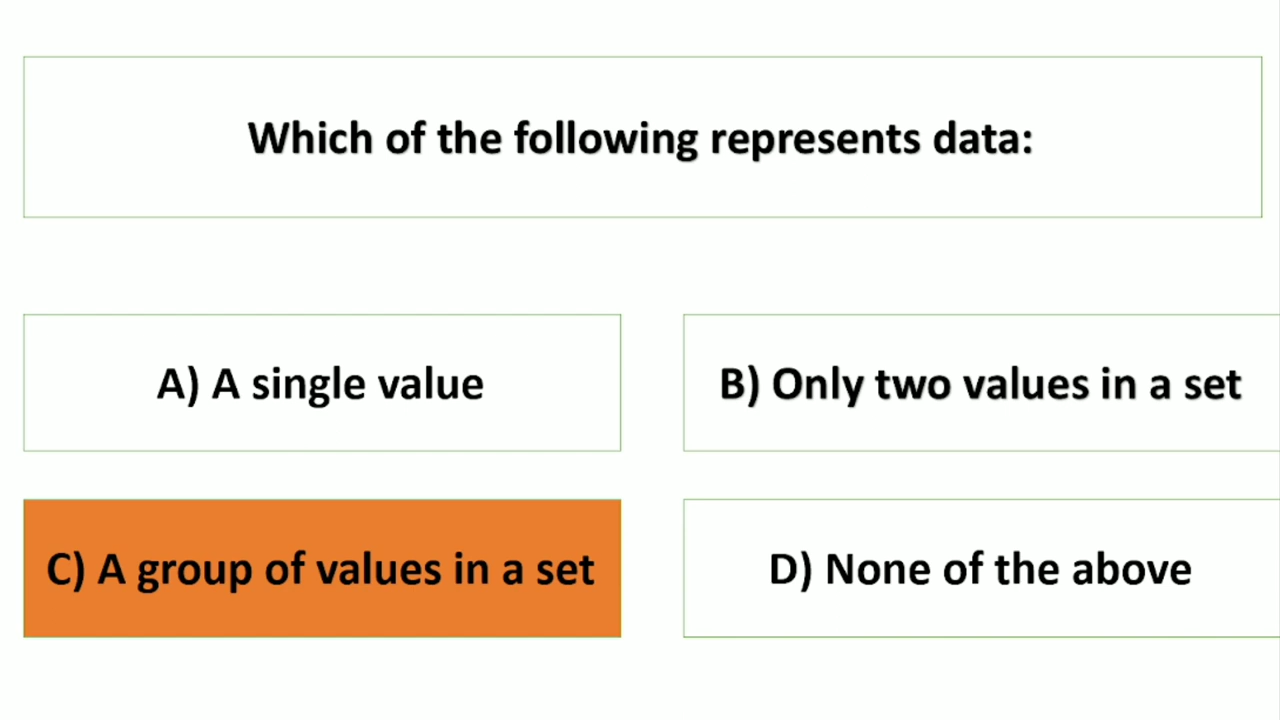 Which of the following represents data:
A) A single value
B) Only two values in a set
C) A group of values in a set
D) None of the above